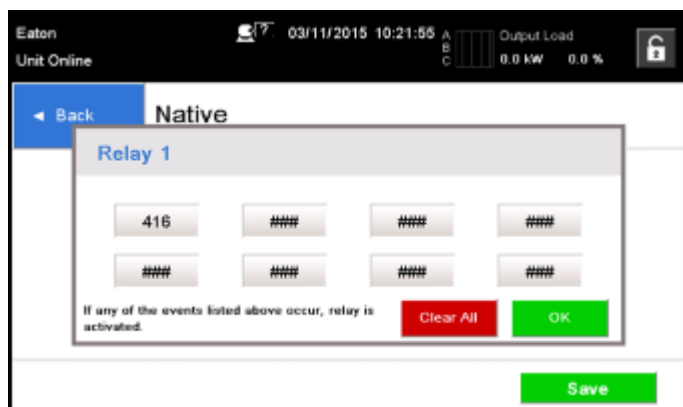 Eaton
Unit Online
? 03/11/2015 10:21:55
A
B
C
Output Load
0.0 kW 0.0 %
◄ Back
Native
Relay 1
416 ### ### ###
### ### ### ###
If any of the events listed above occur, relay is
activated.
Clear All
OK
Save